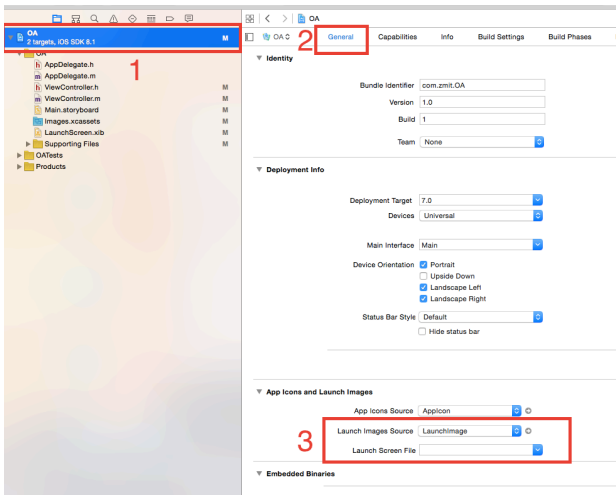 OA
OA
2 targets, iOS SDK 8.1
M
1
OA
AppDelegate.h
AppDelegate.m
ViewController.h
M
ViewController.m
M
Main.storyboard
M
Images.xcassets
M
LaunchScreen.xib
M
Supporting Files
M
OATests
Products
OA
2
General
Capabilities
Info
Build Settings
Build Phases
Identity
Bundle Identifier com.zmit.OA
Version 1.0
Build 1
Team None
Deployment Info
Deployment Target 7.0
Devices Universal
Main Interface Main
Device Orientation Portrait
Upside Down
Landscape Left
Landscape Right
Status Bar Style Default
Hide status bar
App Icons and Launch Images
App Icons Source AppIcon
3
Launch Images Source LaunchImage
Launch Screen File
Embedded Binaries